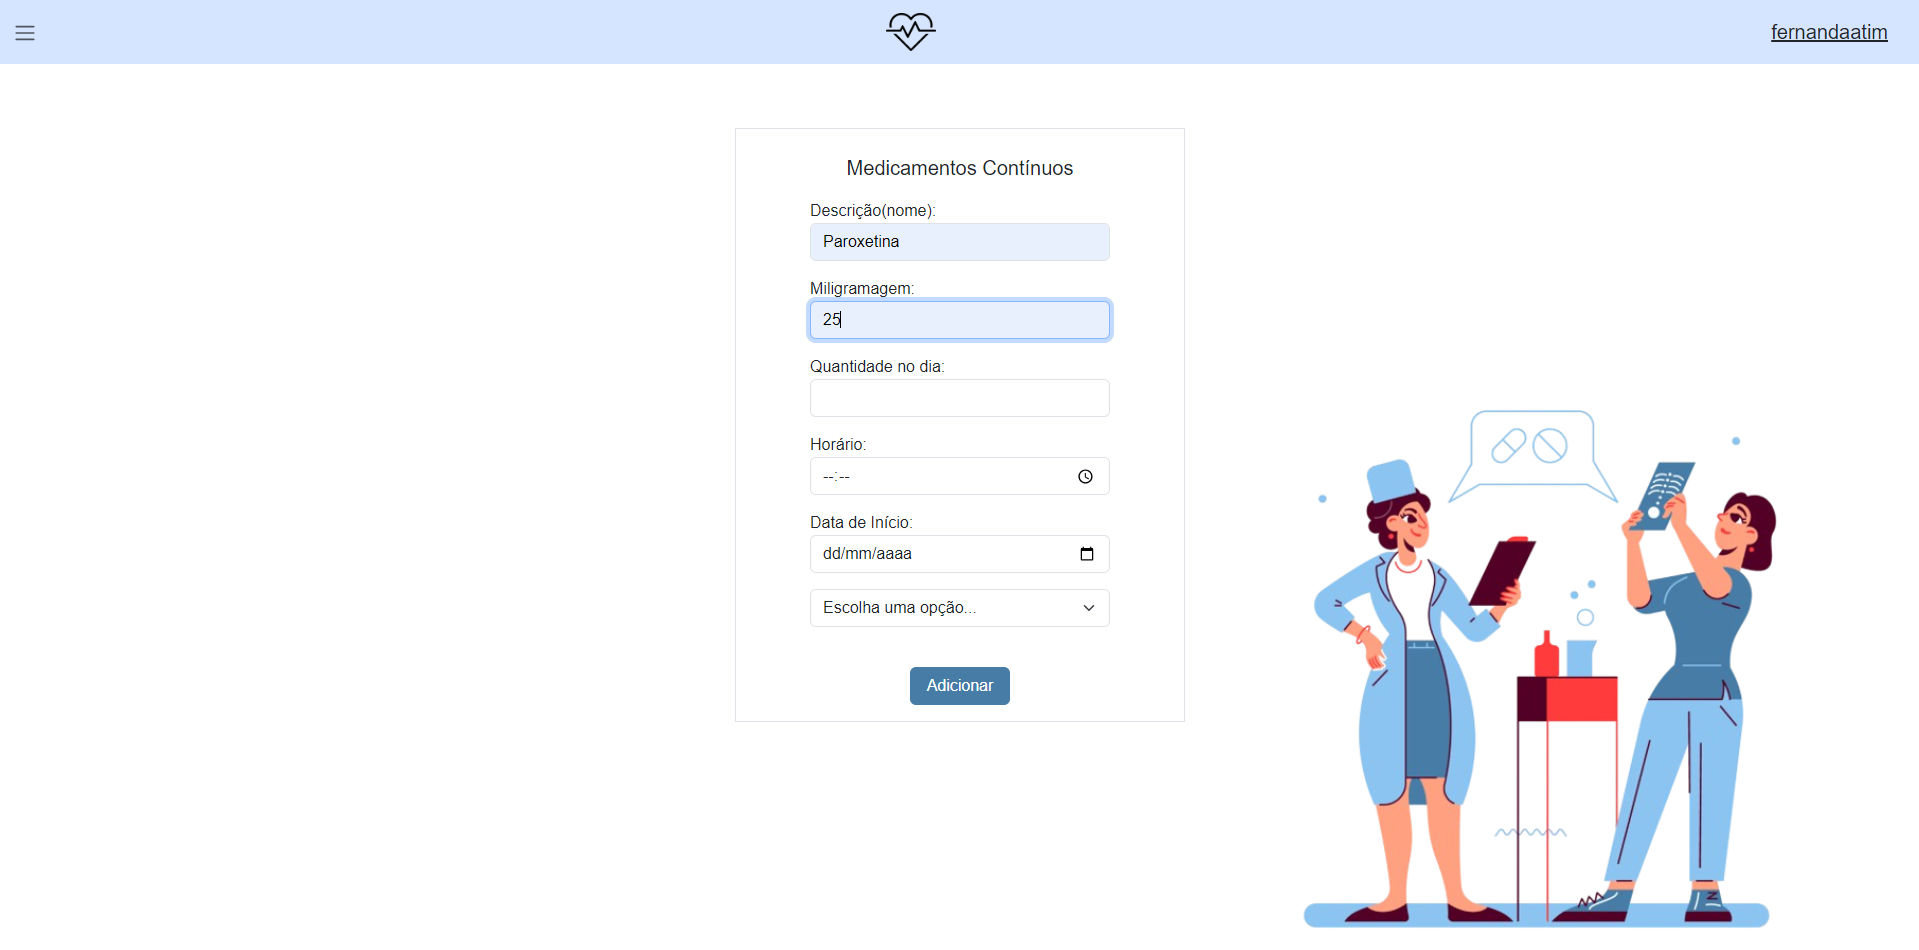 fernandaatim
Medicamentos Contínuos
Descrição(nome):
Paroxetina
Miligramagem:
25
Quantidade no dia:
Horário:
--:--
Data de Início:
dd/mm/aaaa
Escolha uma opção...
Adicionar